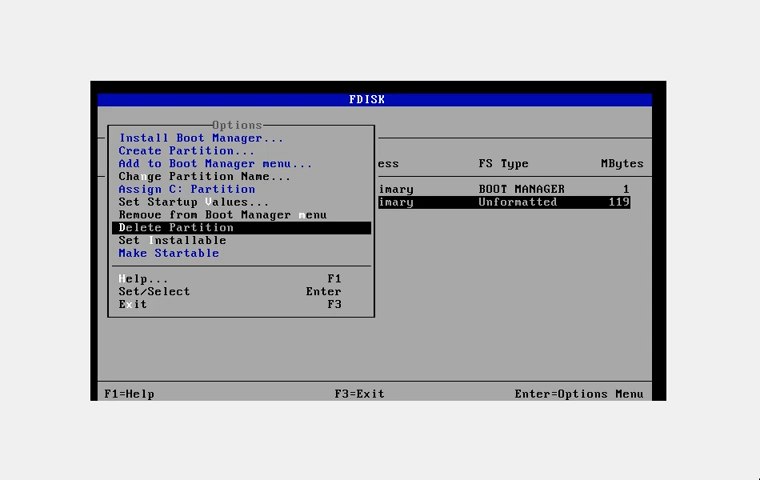 FDISK
Options
Install Boot Manager...
Create Partition...
Add to Boot Manager menu...
Change Partition Name...
Assign C: Partition
Set Startup Values...
Remove from Boot Manager menu
Delete Partition
Set Installable
Make Startable
Help... F1
Set/Select Enter
Exit F3
ess FS Type MBytes
imary BOOT MANAGER 1
imary Unformatted 119
F1=Help F3=Exit Enter=Options Menu